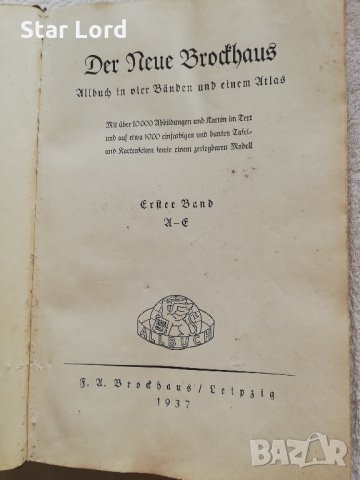 Star Lord
Der Neue Brockhaus
Allbuch in vier Bänden und einem Atlas
Mit über 10000 Abbildungen und Karten im Text
und auf etwa 1000 einfarbigen und bunten Tafel-
und Kartenseiten sowie einem zerlegbaren Modell
Erster Band
A–E
ALLBUCH
F. A. Brockhaus / Leipzig
1937
BAZAR
bg